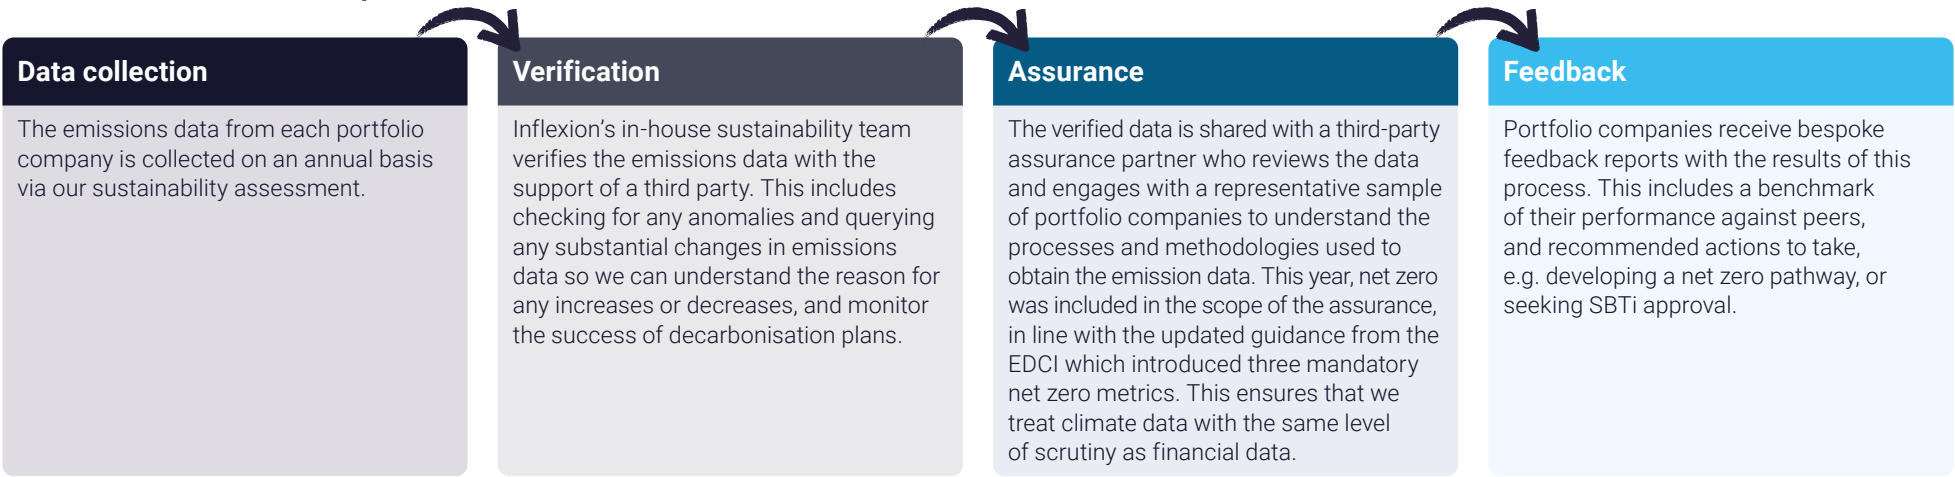 Data collection
The emissions data from each portfolio
company is collected on an annual basis
via our sustainability assessment.
Verification
Inflexion’s in-house sustainability team
verifies the emissions data with the
support of a third party. This includes
checking for any anomalies and querying
any substantial changes in emissions
data so we can understand the reason for
any increases or decreases, and monitor
the success of decarbonisation plans.
Assurance
The verified data is shared with a third-party
assurance partner who reviews the data
and engages with a representative sample
of portfolio companies to understand the
processes and methodologies used to
obtain the emission data. This year, net zero
was included in the scope of the assurance,
in line with the updated guidance from the
EDCI which introduced three mandatory
net zero metrics. This ensures that we
treat climate data with the same level
of scrutiny as financial data.
Feedback
Portfolio companies receive bespoke
feedback reports with the results of this
process. This includes a benchmark
of their performance against peers,
and recommended actions to take,
e.g. developing a net zero pathway, or
seeking SBTi approval.